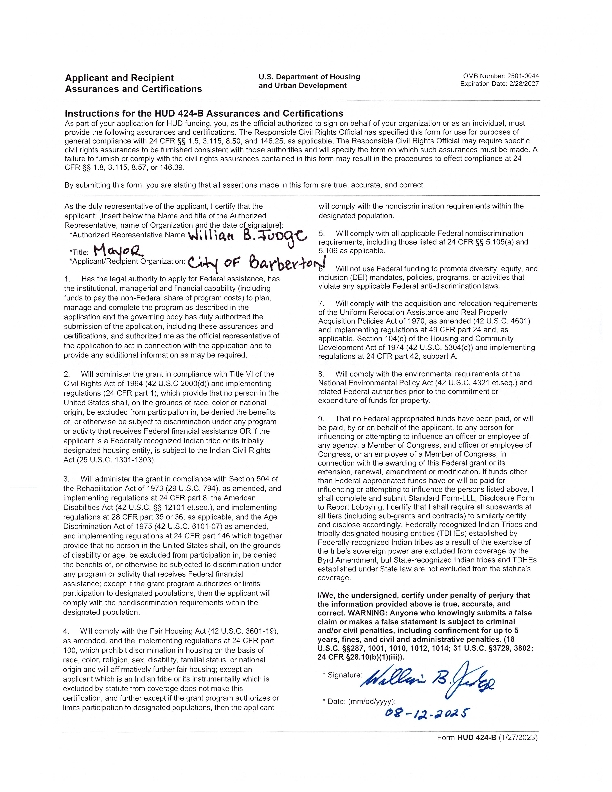 Applicant and Recipient
Assurances and Certifications
U.S. Department of Housing
and Urban Development
OMB Number: 2501-0044
Expiration Date: 2/28/2027
Instructions for the HUD 424-B Assurances and Certifications
As part of your application for HUD funding, you, as the official authorized to sign on behalf of your organization or as an individual, must
provide the following assurances and certifications. The Responsible Civil Rights Official has specified this form for use for purposes of
general compliance with 24 CFR §§ 1.5, 3.115, 8.50, and 146.25, as applicable. The Responsible Civil Rights Official may require specific
civil rights assurances to be furnished consistent with those authorities and will specify the form on which such assurances must be made. A
failure to furnish or comply with the civil rights assurances contained in this form may result in the procedures to effect compliance at 24
CFR §§ 1.8, 3.115, 8.57, or 146.39.
By submitting this form, you are stating that all assertions made in this form are true, accurate, and correct.
As the duly representative of the applicant, I certify that the
applicant: [Insert below the Name and title of the Authorized
Representative, name of Organization and the date of signature]:
*Authorized Representative Name: William B. Judge
*Title: Mayor
*Applicant/Recipient Organization: City of Barberton
1. Has the legal authority to apply for Federal assistance, has
the institutional, managerial and financial capability (including
funds to pay the non-Federal share of program costs) to plan,
manage and complete the program as described in the
application and the governing body has duly authorized the
submission of the application, including these assurances and
certifications, and authorized me as the official representative of
the application to act in connection with the application and to
provide any additional information as may be required.
2. Will administer the grant in compliance with Title VI of the
Civil Rights Act of 1964 (42 U.S.C 2000(d)) and implementing
regulations (24 CFR part 1), which provide that no person in the
United States shall, on the grounds of race, color or national
origin, be excluded from participation in, be denied the benefits
of, or otherwise be subject to discrimination under any program
or activity that receives Federal financial assistance OR if the
applicant is a Federally recognized Indian tribe or its tribally
designated housing entity, is subject to the Indian Civil Rights
Act (25 U.S.C. 1301-1303).
3. Will administer the grant in compliance with Section 504 of
the Rehabilitation Act of 1973 (29 U.S.C. 794), as amended, and
implementing regulations at 24 CFR part 8, the American
Disabilities Act (42 U.S.C. §§ 12101 et.seq.), and implementing
regulations at 28 CFR part 35 or 36, as applicable, and the Age
Discrimination Act of 1975 (42 U.S.C. 6101-07) as amended,
and implementing regulations at 24 CFR part 146 which together
provide that no person in the United States shall, on the grounds
of disability or age, be excluded from participation in, be denied
the benefits of, or otherwise be subjected to discrimination under
any program or activity that receives Federal financial
assistance; except if the grant program authorizes or limits
participation to designated populations, then the applicant will
comply with the nondiscrimination requirements within the
designated population.
4. Will comply with the Fair Housing Act (42 U.S.C. 3601-19),
as amended, and the implementing regulations at 24 CFR part
100, which prohibit discrimination in housing on the basis of
race, color, religion, sex, disability, familial status, or national
origin and will affirmatively further fair housing; except an
applicant which is an Indian tribe or its instrumentality which is
excluded by statute from coverage does not make this
certification; and further except if the grant program authorizes or
limits participation to designated populations, then the applicant
will comply with the nondiscrimination requirements within the
designated population.
5. Will comply with all applicable Federal nondiscrimination
requirements, including those listed at 24 CFR §§ 5.105(a) and
5.106 as applicable.
6. Will not use Federal funding to promote diversity, equity, and
inclusion (DEI) mandates, policies, programs, or activities that
violate any applicable Federal anti-discrimination laws.
7. Will comply with the acquisition and relocation requirements
of the Uniform Relocation Assistance and Real Property
Acquisition Policies Act of 1970, as amended (42 U.S.C. 4601)
and implementing regulations at 49 CFR part 24 and, as
applicable, Section 104(d) of the Housing and Community
Development Act of 1974 (42 U.S.C. 5304(d)) and implementing
regulations at 24 CFR part 42, subpart A.
8. Will comply with the environmental requirements of the
National Environmental Policy Act (42 U.S.C. 4321 et.seq.) and
related Federal authorities prior to the commitment or
expenditure of funds for property.
9. That no Federal appropriated funds have been paid, or will
be paid, by or on behalf of the applicant, to any person for
influencing or attempting to influence an officer or employee of
any agency, a Member of Congress, and officer or employee of
Congress, or an employee of a Member of Congress, in
connection with the awarding of this Federal grant or its
extension, renewal, amendment or modification. If funds other
than Federal appropriated funds have or will be paid for
influencing or attempting to influence the persons listed above, I
shall complete and submit Standard Form-LLL, Disclosure Form
to Report Lobbying. I certify that I shall require all subawards at
all tiers (including sub-grants and contracts) to similarly certify
and disclose accordingly. Federally recognized Indian Tribes and
tribally designated housing entities (TDHEs) established by
Federally recognized Indian tribes as a result of the exercise of
the tribe's sovereign power are excluded from coverage by the
Byrd Amendment, but State-recognized Indian tribes and TDHEs
established under State law are not excluded from the statute's
coverage.
I/We, the undersigned, certify under penalty of perjury that
the information provided above is true, accurate, and
correct. WARNING: Anyone who knowingly submits a false
claim or makes a false statement is subject to criminal
and/or civil penalties, including confinement for up to 5
years, fines, and civil and administrative penalties. (18
U.S.C. §§287, 1001, 1010, 1012, 1014; 31 U.S.C. §3729, 3802;
24 CFR §28.10(b)(1)(iii)).
* Signature: William B. Judge
* Date: (mm/dd/yyyy):
08-12-2025
Form HUD 424-B (1/27/2025)